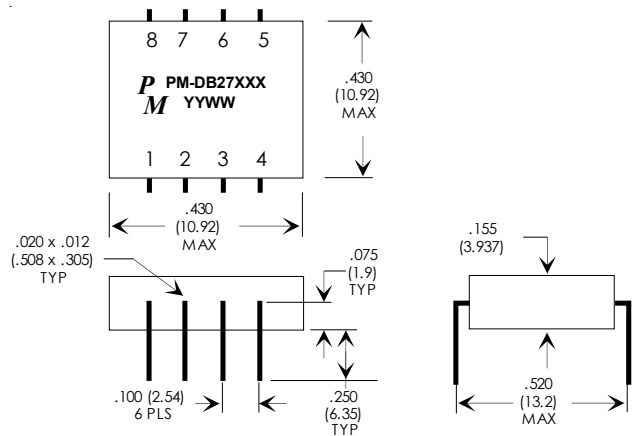 8 7 6 5
P PM-DB27XXX
M YYWW
1 2 3 4
.430
(10.92)
MAX
.430
(10.92)
MAX
.020 x .012
(.508 x .305)
TYP
.075
(1.9)
TYP
.155
(3.937)
.100 (2.54)
6 PLS
.250
(6.35)
TYP
.520
(13.2)
MAX